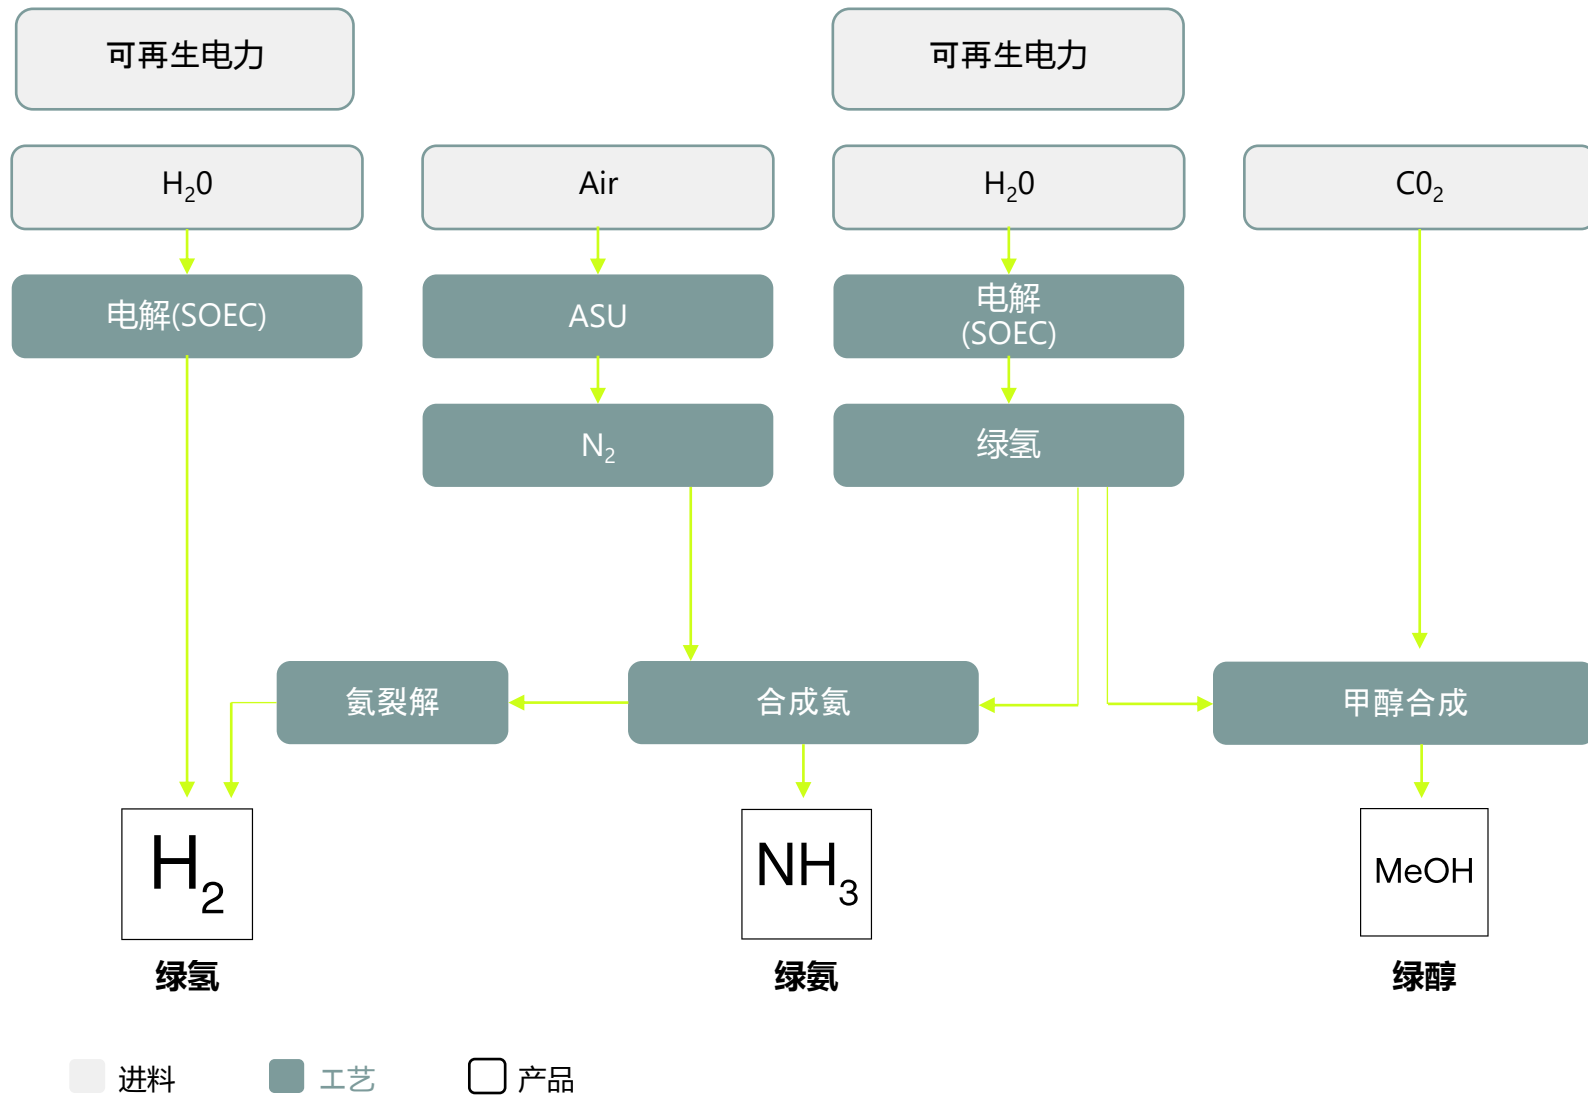 可再生电力
可再生电力
H₂0
Air
H₂0
C0₂
电解(SOEC)
ASU
电解
(SOEC)
N₂
绿氢
氨裂解
合成氨
甲醇合成
H₂
NH₃
MeOH
绿氢
绿氨
绿醇
进料
工艺
产品